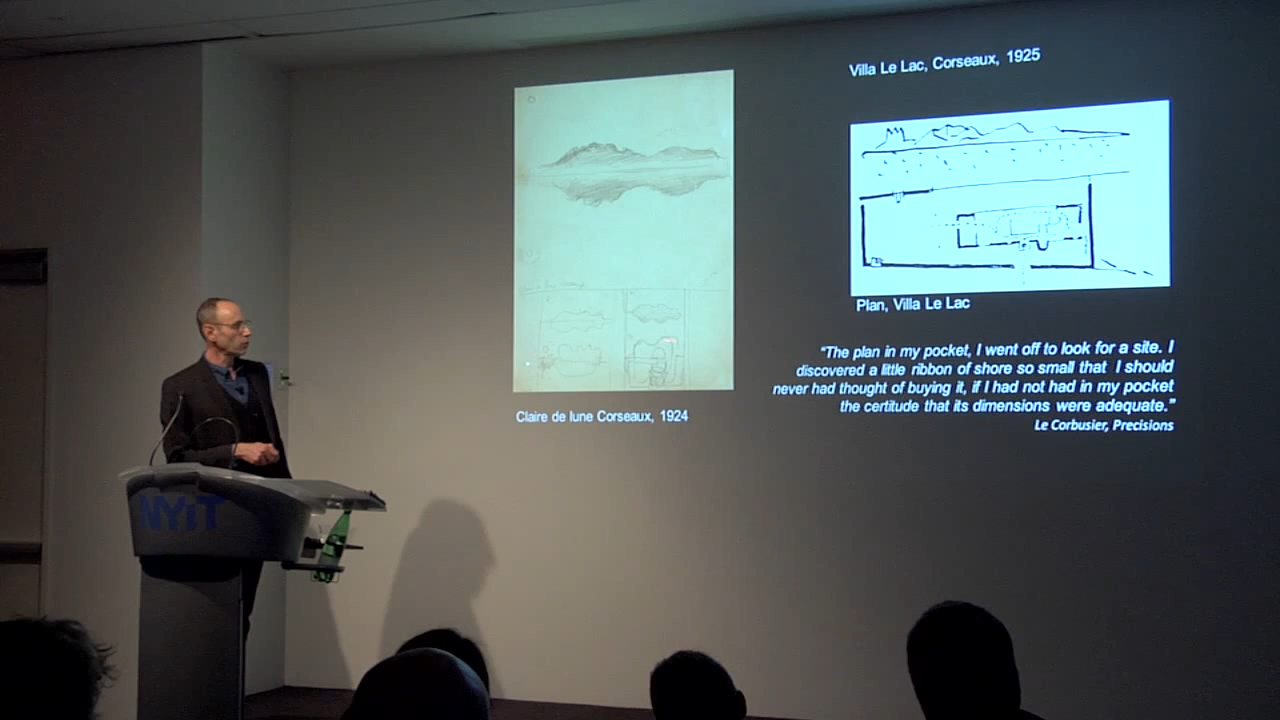 Villa Le Lac, Corseaux, 1925
Plan, Villa Le Lac
"The plan in my pocket, I went off to look for a site. I
discovered a little ribbon of shore so small that I should
never had thought of buying it, if I had not had in my pocket
the certitude that its dimensions were adequate."
Le Corbusier, Precisions
Claire de lune Corseaux, 1924
NYiT